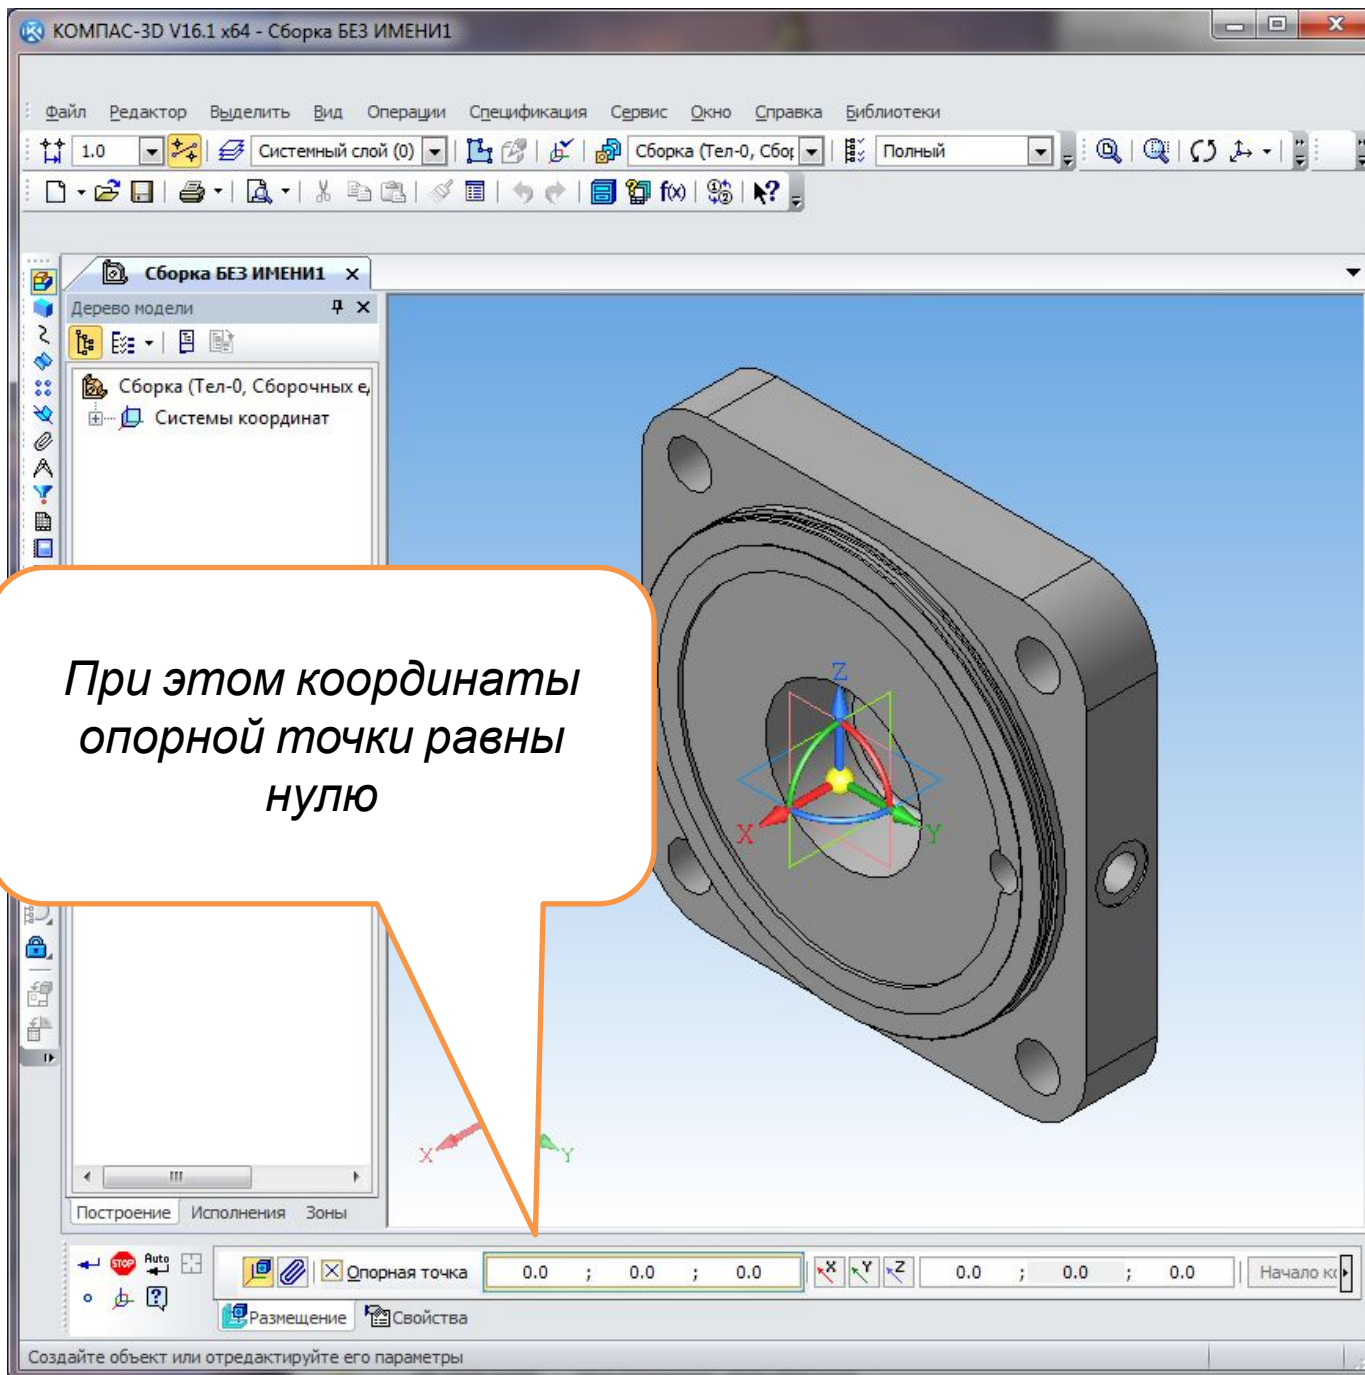 КОМПАС-3D V16.1 x64 - Сборка БЕЗ ИМЕНИ1
Файл Редактор Выделить Вид Операции Спецификация Сервис Окно Справка Библиотеки
1.0 Системный слой (0) Сборка (Тел-0, Сбор Полный
f(x)
Сборка БЕЗ ИМЕНИ1
Дерево модели
Сборка (Тел-0, Сборочных е
Системы координат
При этом координаты
опорной точки равны
нулю
Z
X Y
X Y
Построение Исполнения Зоны
STOP Auto Опорная точка 0.0 ; 0.0 ; 0.0 X Y Z 0.0 ; 0.0 ; 0.0 Начало ко
Размещение Свойства
Создайте объект или отредактируйте его параметры